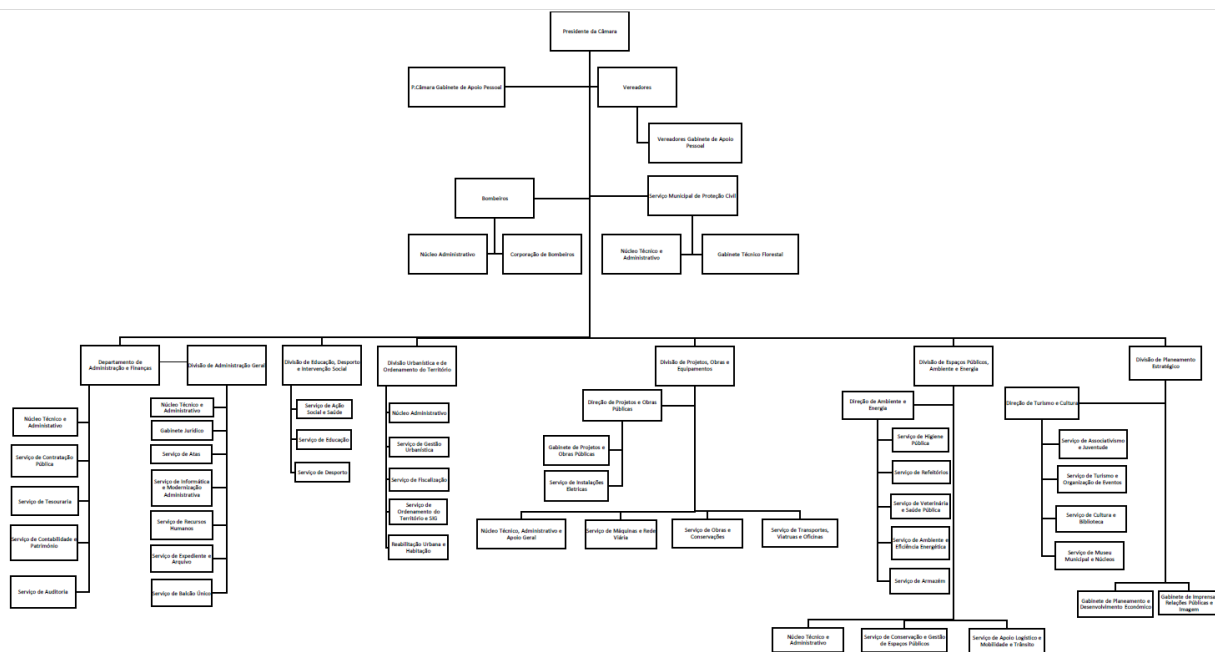 Presidente da Câmara
P.Câmara Gabinete de Apoio Pessoal
Vereadores
Vereadores Gabinete de Apoio
Pessoal
Bombeiros
Serviço Municipal de Proteção Civil
Núcleo Administrativo
Corporação de Bombeiros
Núcleo Técnico e
Administrativo
Gabinete Técnico Florestal
Departamento de
Administração e Finanças
Divisão de Administração Geral
Divisão de Educação, Desporto
e Intervenção Social
Divisão Urbanística e de
Ordenamento do Território
Divisão de Projetos, Obras e
Equipamentos
Divisão de Espaços Públicos,
Ambiente e Energia
Divisão de Planeamento
Estratégico
Núcleo Técnico e
Administativo
Serviço de Contratação
Pública
Serviço de Tesouraria
Serviço de Contabilidade e
Património
Serviço de Auditoria
Núcleo Técnico e
Administrativo
Gabinete Jurídico
Serviço de Atas
Serviço de Informática
e Modernização
Administrativa
Serviço de Recursos
Humanos
Serviço de Expediente e
Arquivo
Serviço de Balcão Único
Serviço de Ação
Social e Saúde
Serviço de Educação
Serviço de Desporto
Núcleo Administrativo
Serviço de Gestão
Urbanística
Serviço de Fiscalização
Serviço de
Ordenamento do
Território e SIG
Reabilitação Urbana e
Habitação
Direção de Projetos e Obras
Públicas
Gabinete de Projetos e
Obras Públicas
Serviço de Instalações
Eletricas
Núcleo Técnico, Administrativo e
Apoio Geral
Serviço de Máquinas e Rede
Viária
Serviço de Obras e
Conservações
Serviço de Transportes,
Viatruas e Oficinas
Direção de Ambiente e
Energia
Serviço de Higiene
Pública
Serviço de Refeitórios
Serviço de Veterinária
e Saúde Pública
Serviço de Ambiente e
Eficiência Energética
Serviço de Armazém
Núcleo Técnico e
Administrativo
Serviço de Conservação e Gestão
de Espaços Públicos
Serviço de Apoio Logístico e
Mobilidade e Trânsito
Direção de Turismo e Cultura
Serviço de Associativismo
e Juventude
Serviço de Turismo e
Organização de Eventos
Serviço de Cultura e
Biblioteca
Serviço de Museu
Municipal e Núcleos
Gabinete de Planeamento e
Desenvolvimento Económico
Gabinete de Imprensa
Relações Públicas e
Imagem